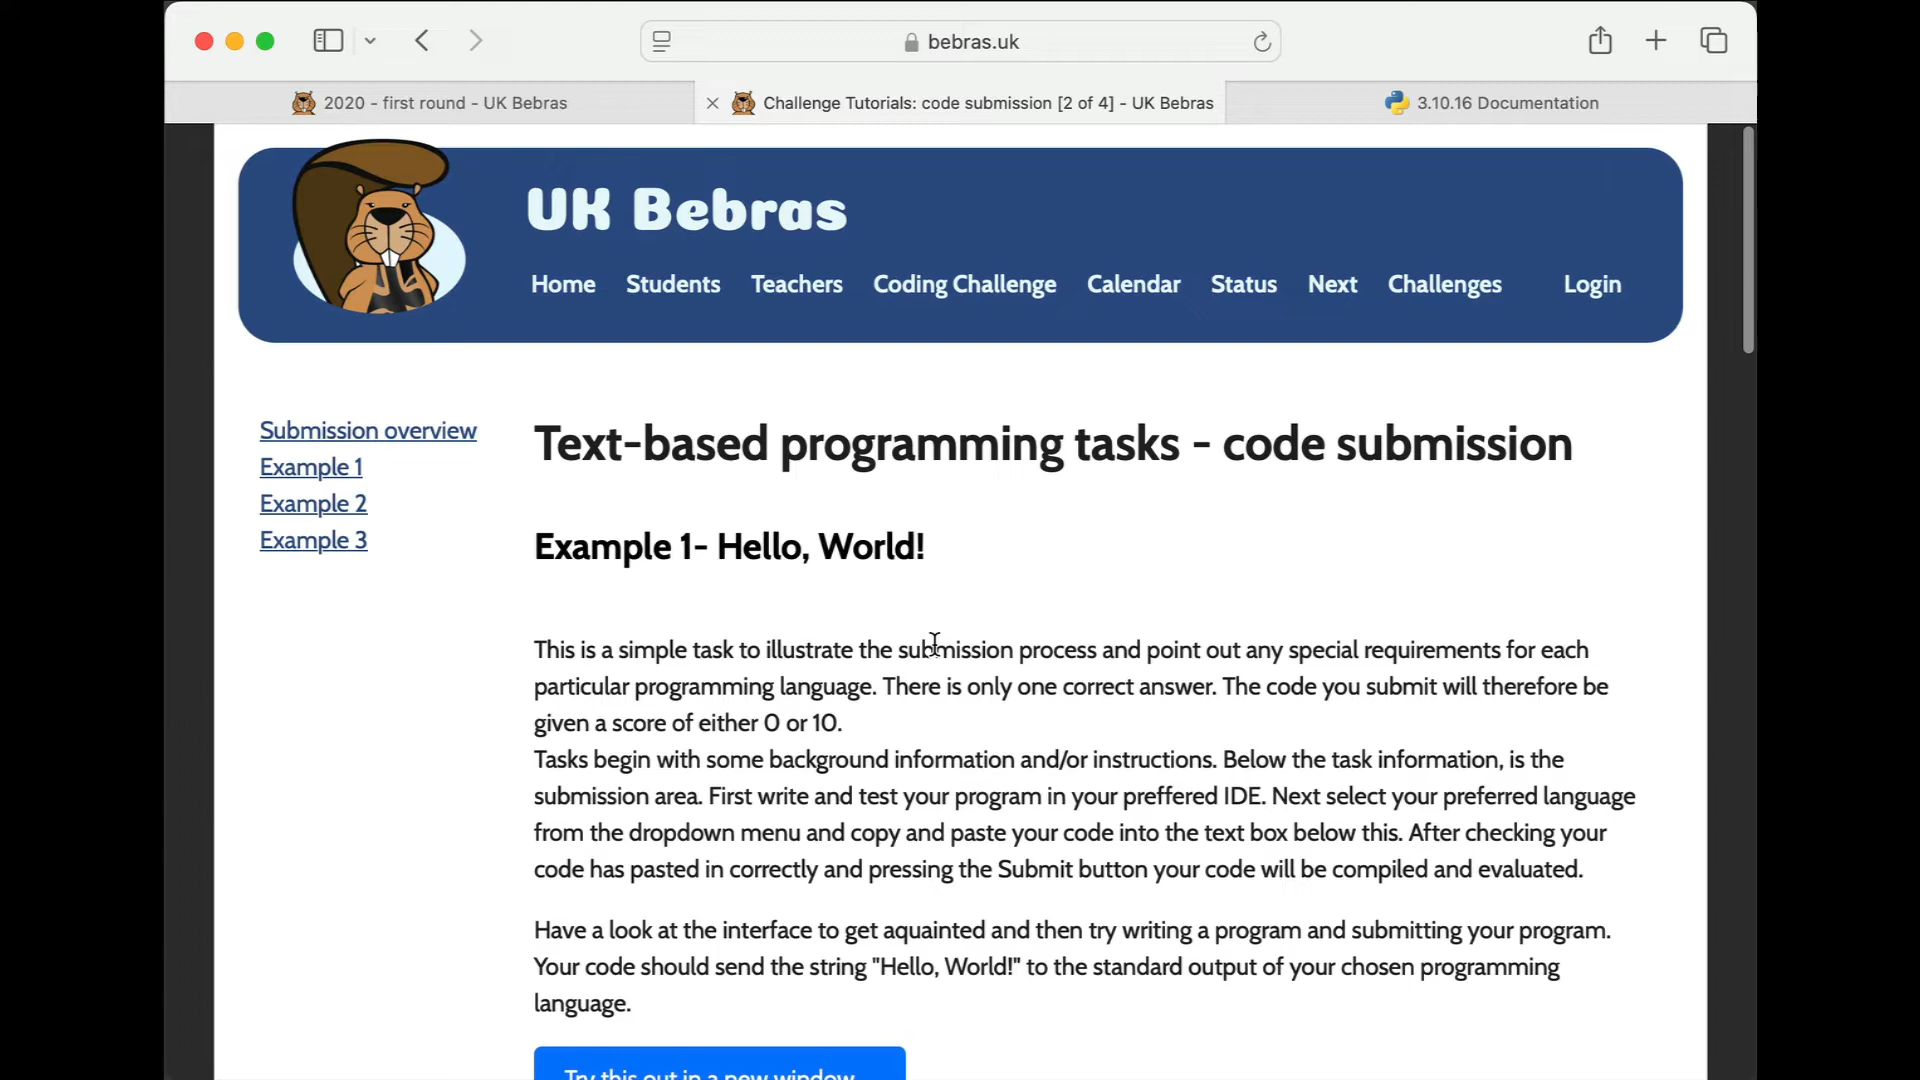 bebras.uk
2020 - first round - UK Bebras
Challenge Tutorials: code submission [2 of 4] - UK Bebras
3.10.16 Documentation
UK Bebras
Home Students Teachers Coding Challenge Calendar Status Next Challenges Login
Submission overview
Example 1
Example 2
Example 3
Text-based programming tasks - code submission
Example 1- Hello, World!
This is a simple task to illustrate the submission process and point out any special requirements for each
particular programming language. There is only one correct answer. The code you submit will therefore be
given a score of either 0 or 10.
Tasks begin with some background information and/or instructions. Below the task information, is the
submission area. First write and test your program in your preffered IDE. Next select your preferred language
from the dropdown menu and copy and paste your code into the text box below this. After checking your
code has pasted in correctly and pressing the Submit button your code will be compiled and evaluated.
Have a look at the interface to get aquainted and then try writing a program and submitting your program.
Your code should send the string "Hello, World!" to the standard output of your chosen programming
language.
Try this out in a new window